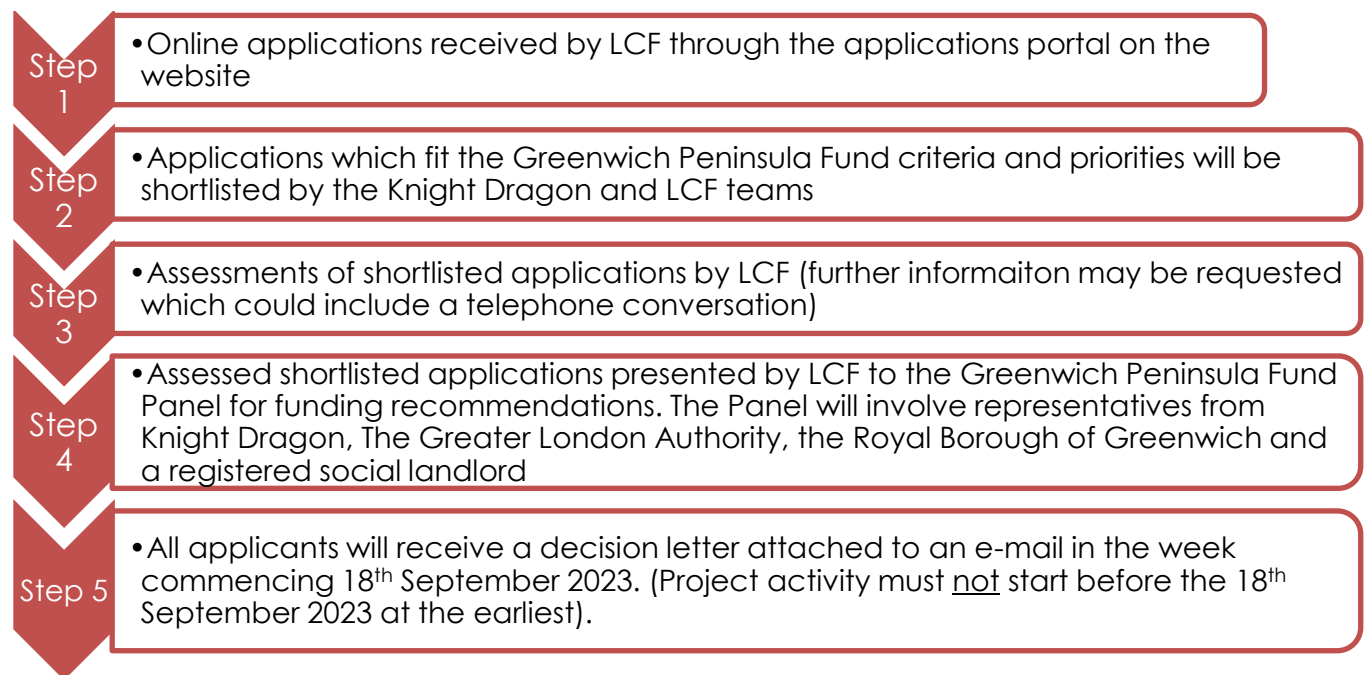 Step
1
•Online applications received by LCF through the applications portal on the
website
Step
2
•Applications which fit the Greenwich Peninsula Fund criteria and priorities will be
shortlisted by the Knight Dragon and LCF teams
Step
3
•Assessments of shortlisted applications by LCF (further informaiton may be requested
which could include a telephone conversation)
Step
4
•Assessed shortlisted applications presented by LCF to the Greenwich Peninsula Fund
Panel for funding recommendations. The Panel will involve representatives from
Knight Dragon, The Greater London Authority, the Royal Borough of Greenwich and
a registered social landlord
Step 5
•All applicants will receive a decision letter attached to an e-mail in the week
commencing 18th September 2023. (Project activity must not start before the 18th
September 2023 at the earliest).